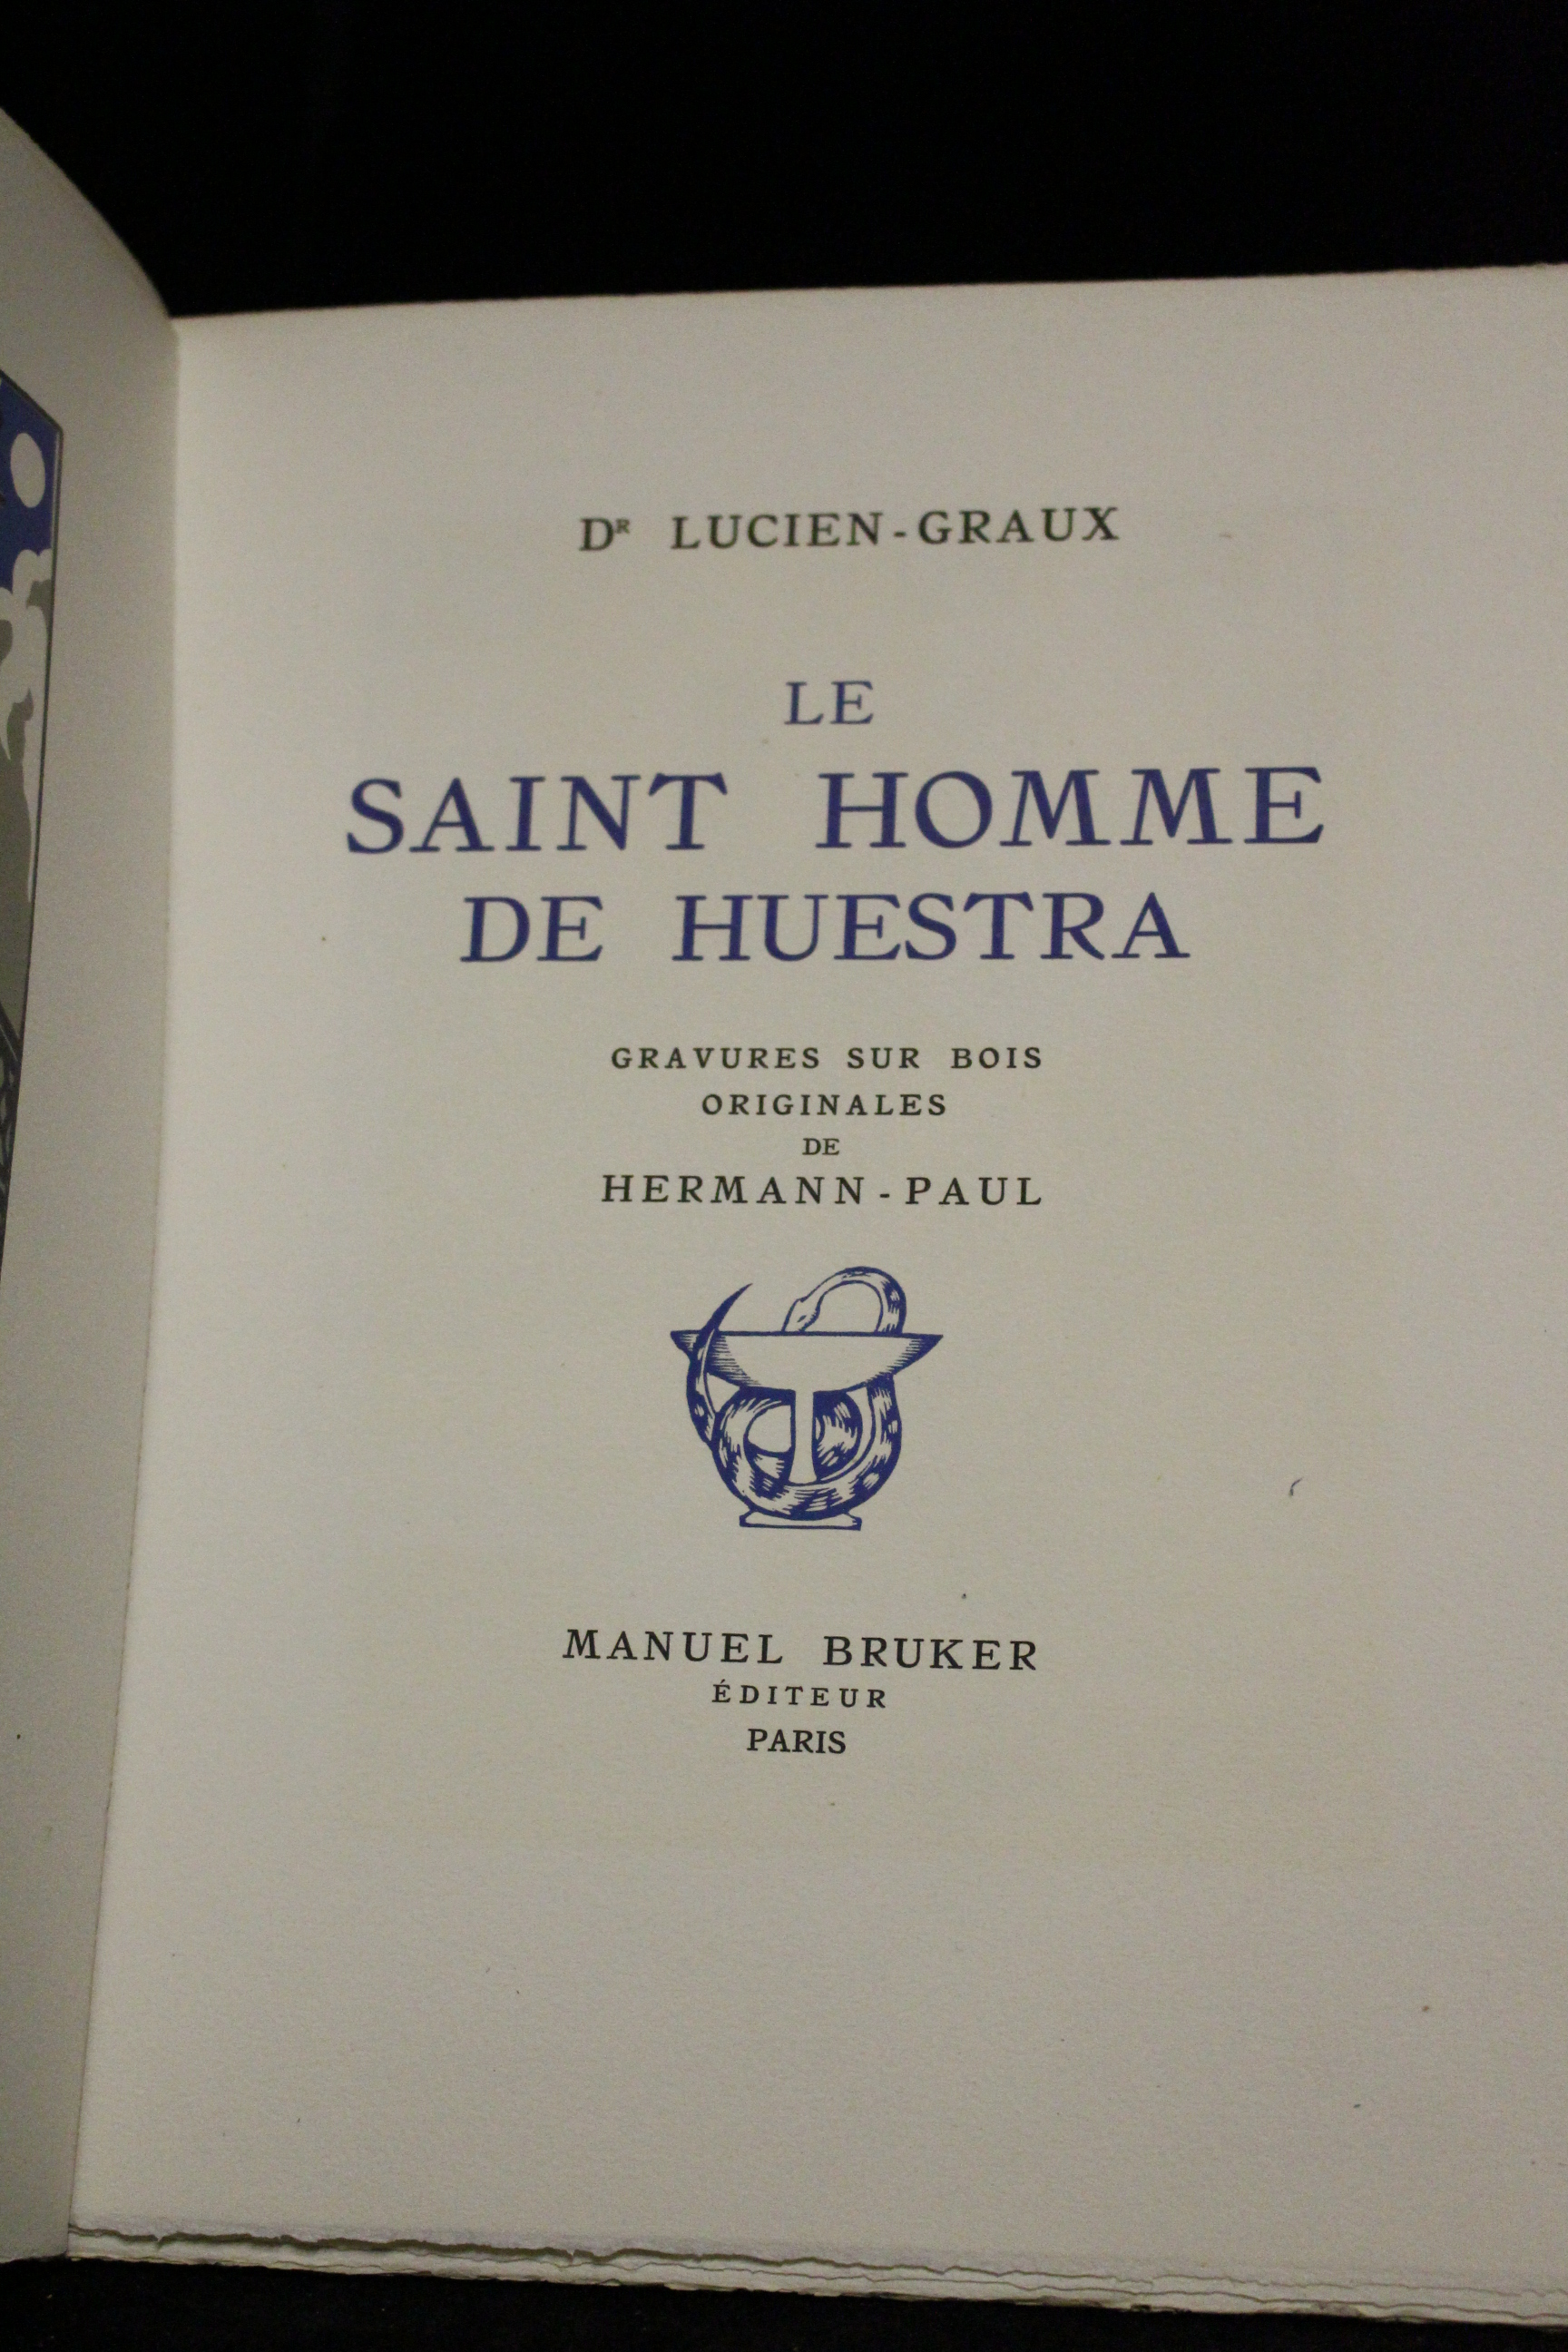 Dᴿ LUCIEN-GRAUX
LE
SAINT HOMME
DE HUESTRA
GRAVURES SUR BOIS
ORIGINALES
DE
HERMANN-PAUL
MANUEL BRUKER
ÉDITEUR
PARIS